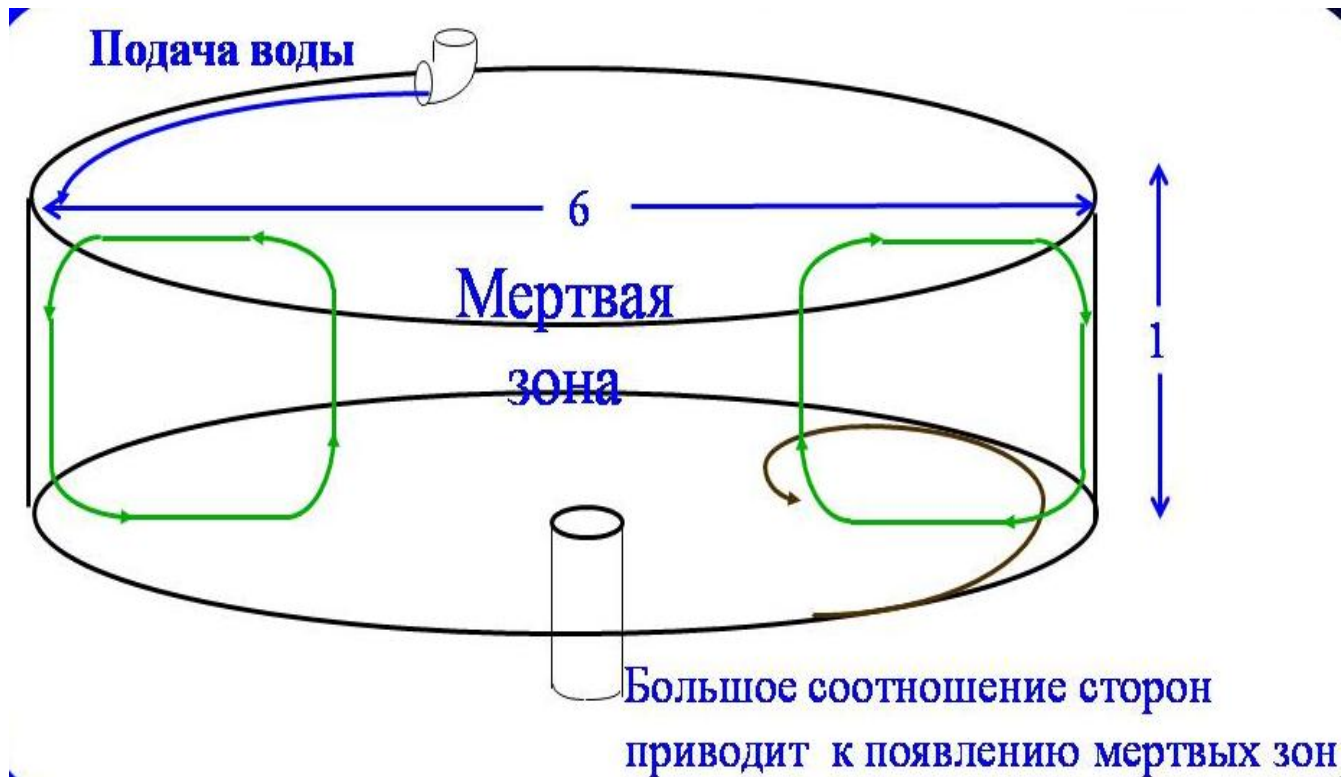 Подача воды
6
Мертвая
зона
1
Большое соотношение сторон
приводит к появлению мертвых зон